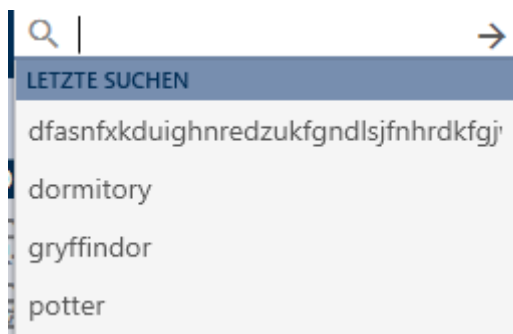 LETZTE SUCHEN
dfasnfxkduighnredzukfgndlsjfnhrdkfgj
dormitory
gryffindor
potter